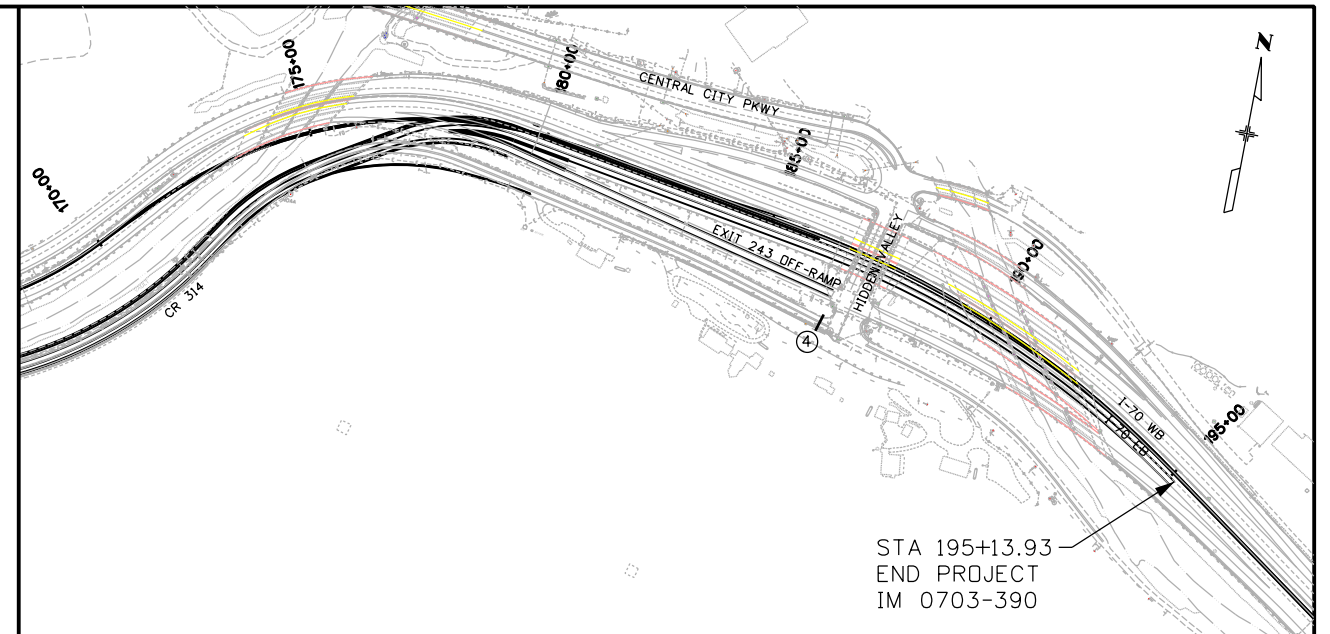 N
175+00
180+00
CENTRAL CITY PKWY
85+00
170+00
HIDDEN VALLEY
EXIT 243 OFF-RAMP
190+00
CR 314
4
I-70 WB
I-70 EB
195+00
STA 195+13.93
END PROJECT
IM 0703-390